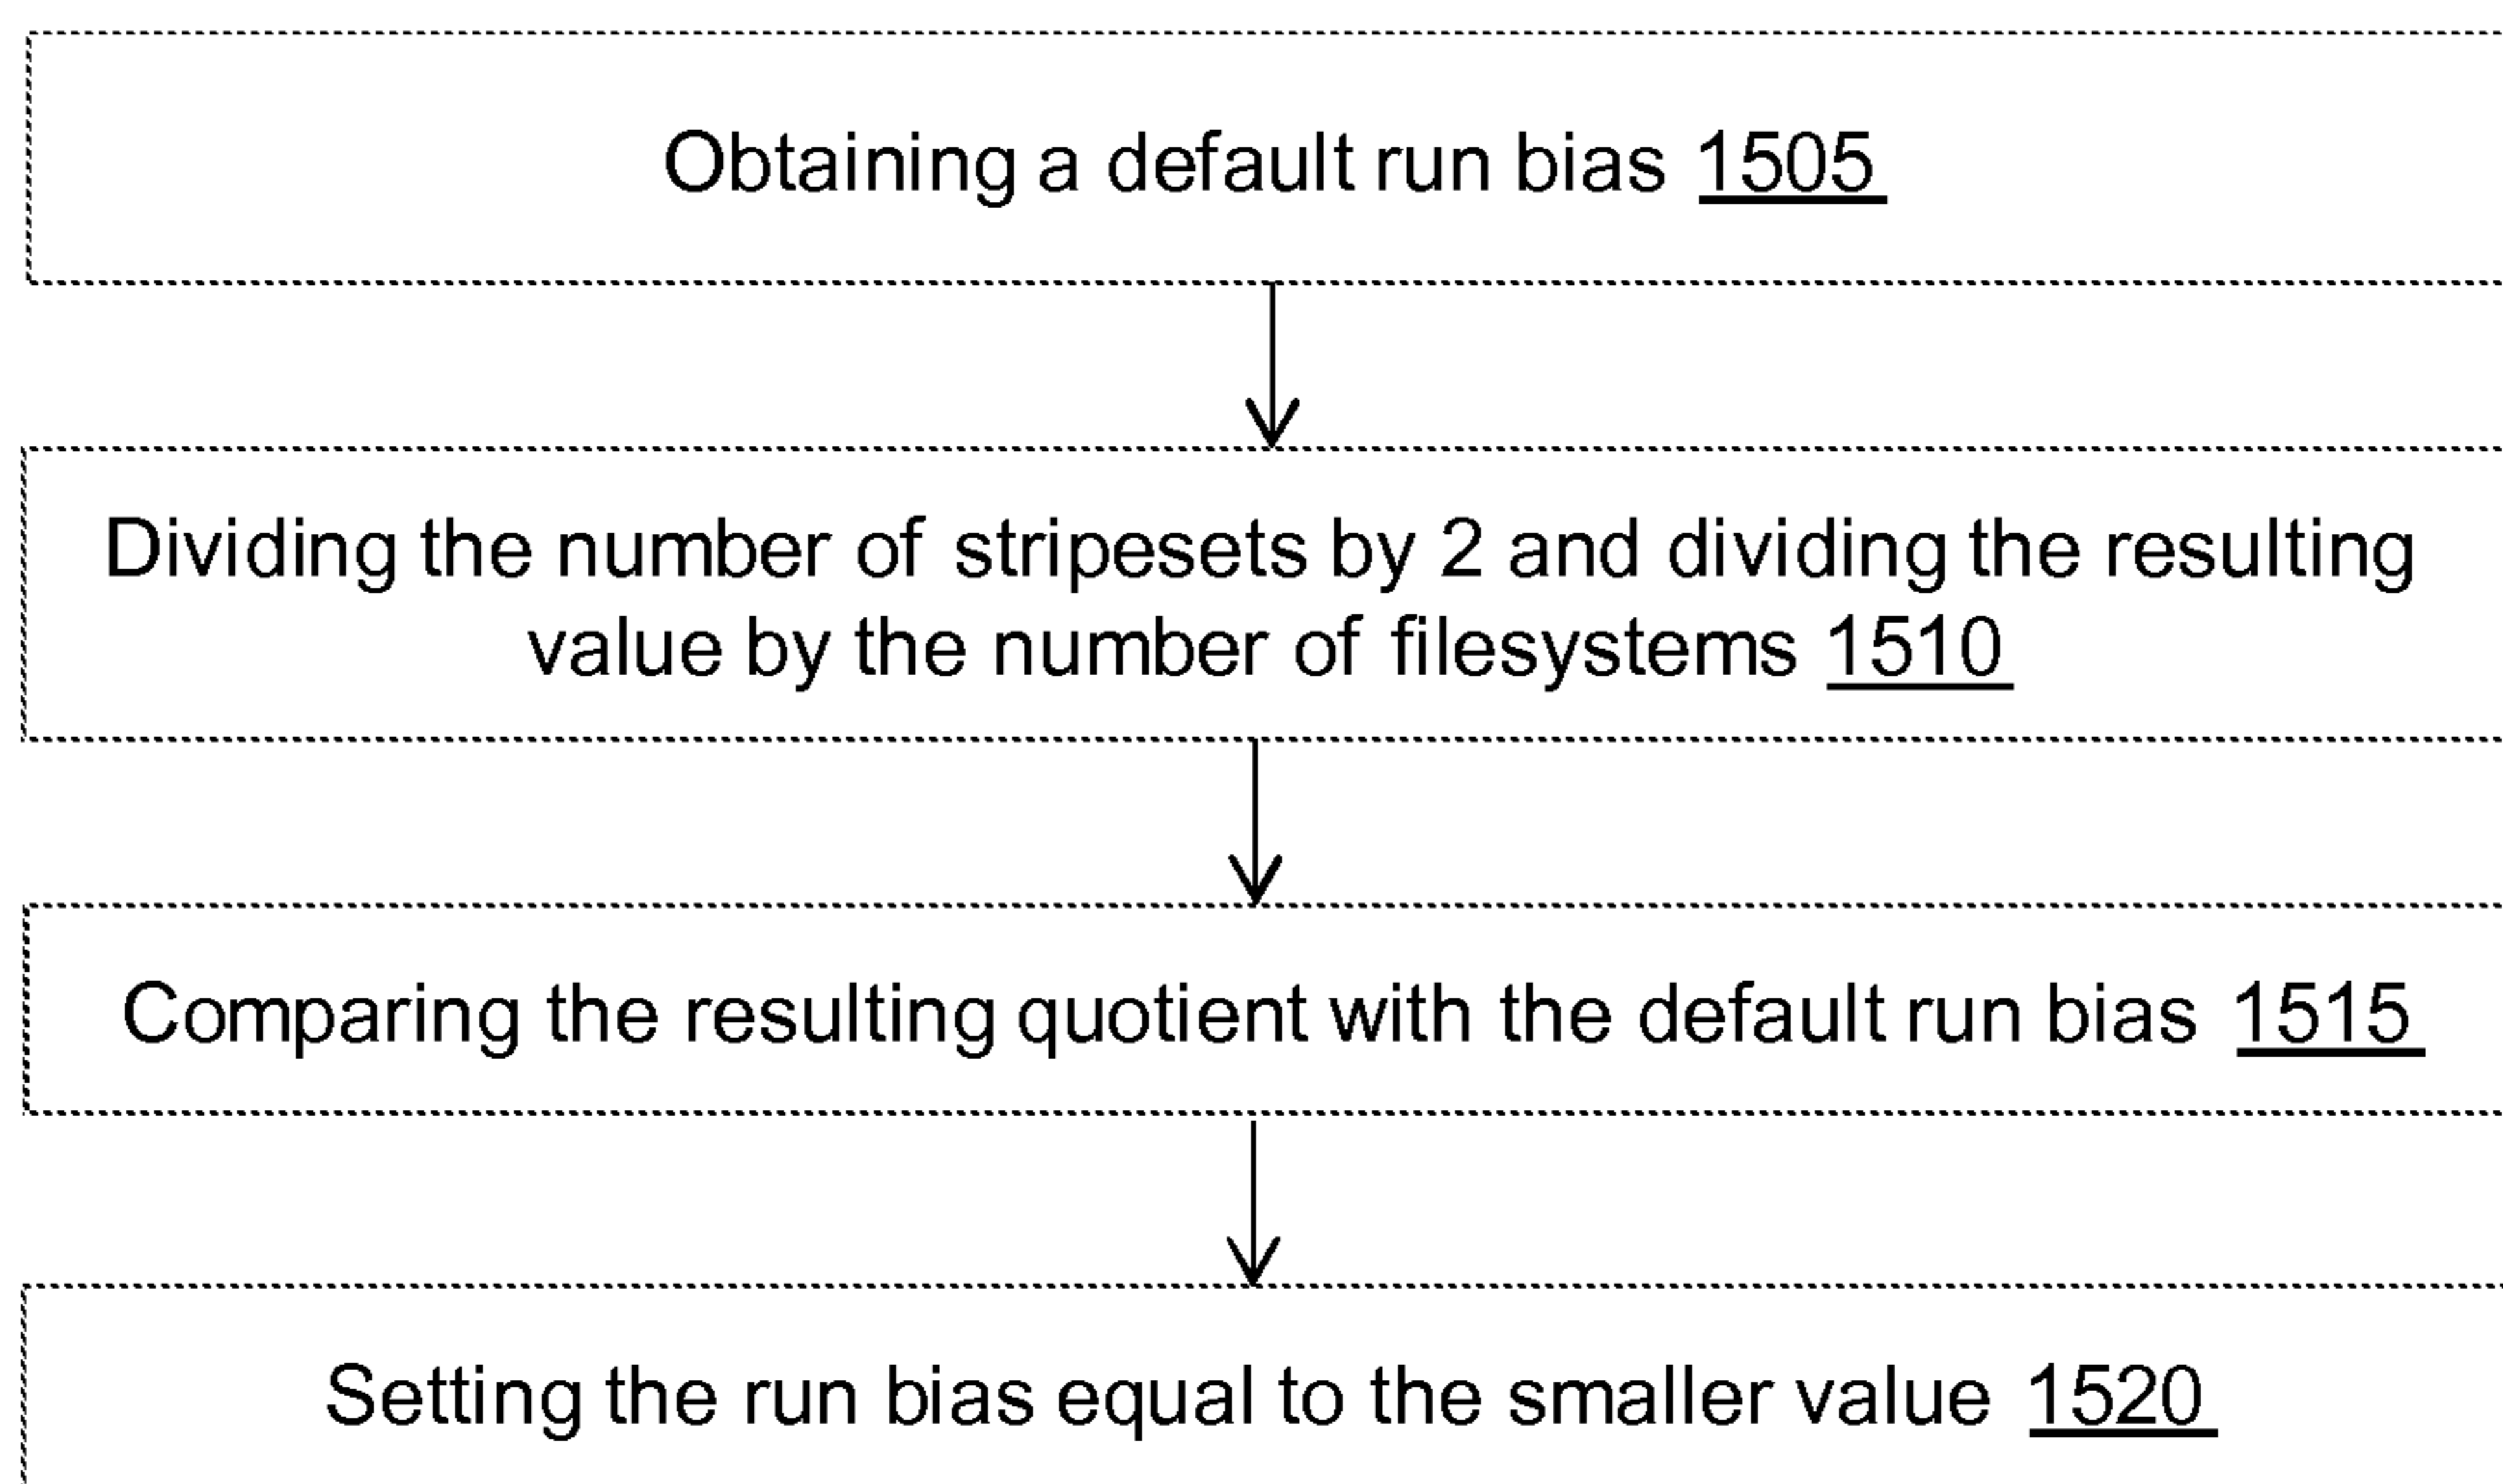 Obtaining a default run bias 1505
Dividing the number of stripesets by 2 and dividing the resulting
value by the number of filesystems 1510
Comparing the resulting quotient with the default run bias 1515
Setting the run bias equal to the smaller value 1520